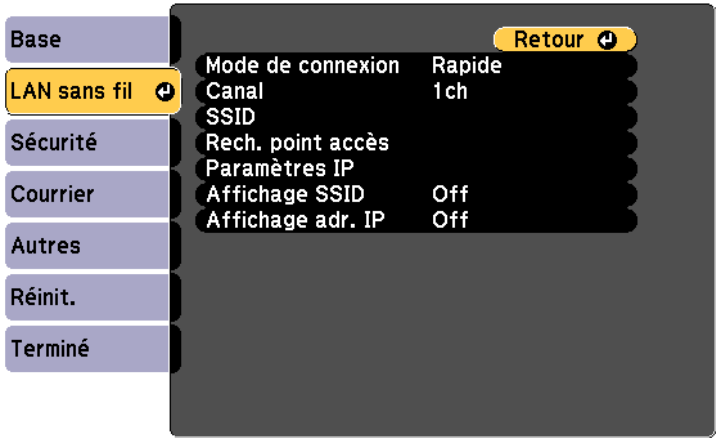 Base
LAN sans fil
Sécurité
Courrier
Autres
Réinit.
Terminé
Retour
Mode de connexion Rapide
Canal 1ch
SSID
Rech. point accès
Paramètres IP
Affichage SSID Off
Affichage adr. IP Off